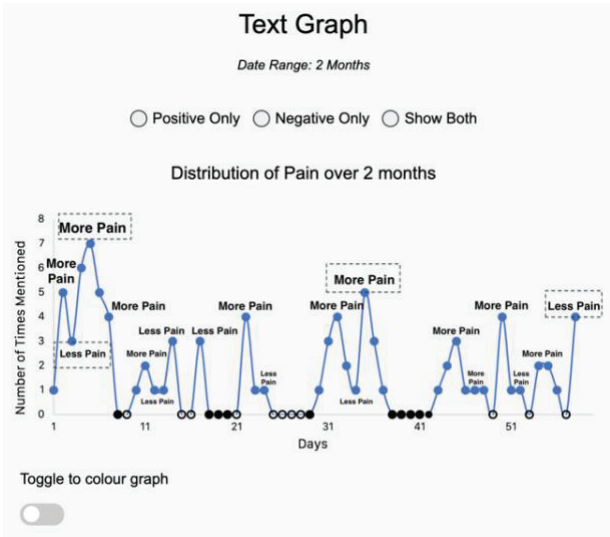 Text Graph
Date Range: 2 Months
Positive Only Negative Only Show Both
Distribution of Pain over 2 months
Number of Times Mentioned
8
7
6
5
4
3
2
1
0
More Pain
More
Pain
Less Pain
More Pain
More Pain
Less Pain
Less Pain
Less Pain
More Pain
Less
Pain
More Pain
More Pain
Less Pain
More Pain
More
Pain
More Pain
Less
Pain
More Pain
Less Pain
1 11 21 31 41 51
Days
Toggle to colour graph